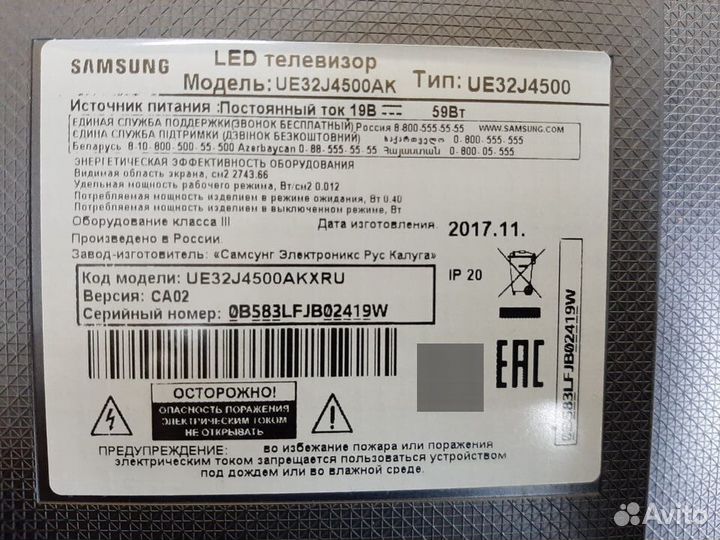 SAMSUNG
LED телевизор
Модель: UE32J4500AK Тип: UE32J4500
Источник питания :Постоянный ток 19В 59Вт
ЕДИНАЯ СЛУЖБА ПОДДЕРЖКИ(ЗВОНОК БЕСПЛАТНЫЙ) Россия 8-800-555-55-55 WWW.SAMSUNG.COM/
ЄДИНА СЛУЖБА ПІДТРИМКИ (ДЗВІНОК БЕЗКОШТОВНИЙ) საქართველო 0-800-555-555
Беларусь 8-10-800-500-55-500 Azerbaycan 0-88-555-55-55 Հայաստան 0-800-05-555
ЭНЕРГЕТИЧЕСКАЯ ЭФФЕКТИВНОСТЬ ОБОРУДОВАНИЯ
Видимая область экрана, см2 2743.66
Удельная мощность рабочего режима, Вт/см2 0.012
Потребляемая мощность изделием в режиме ожидания, Вт 0.40
Потребляемая мощность изделием в выключенном режиме, Вт
Оборудование класса III Дата изготовления 2017.11.
Произведено в России
Завод-изготовитель: «Самсунг Электроникс Рус Калуга»
Код модели: UE32J4500AKXRU IP 20
Версия: CA02
Серийный номер: 0B583LFJB02419W
0B583LFJB02419W
EAC
ОСТОРОЖНО!
ОПАСНОСТЬ ПОРАЖЕНИЯ
ЭЛЕКТРИЧЕСКИМ ТОКОМ
НЕ ОТКРЫВАТЬ
ПРЕДУПРЕЖДЕНИЕ: во избежание пожара или поражения
электрическим током запрещается пользоваться устройством
под дождем или во влажной среде.
Avito